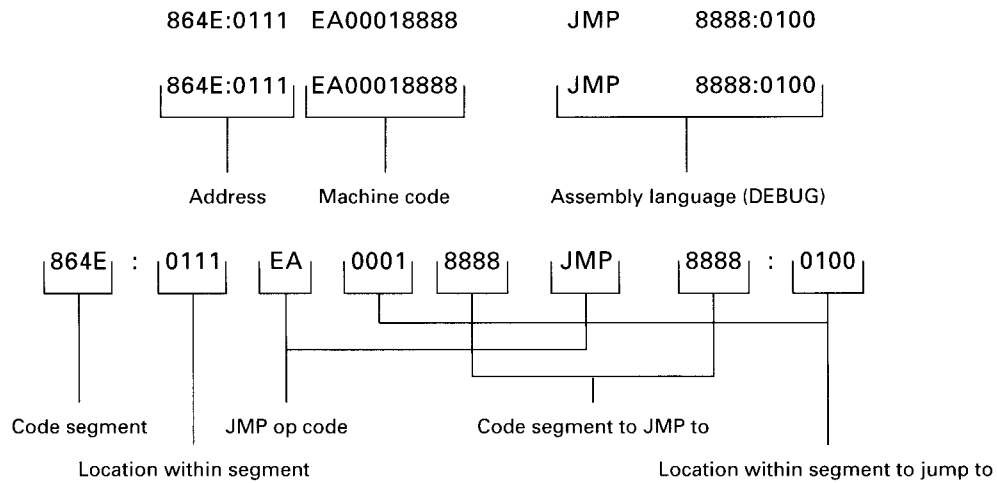 864E:0111 EA00018888 JMP 8888:0100
864E:0111 EA00018888 JMP 8888:0100
Address Machine code Assembly language (DEBUG)
864E : 0111 EA 0001 8888 JMP 8888 : 0100
Code segment JMP op code Code segment to JMP to
Location within segment Location within segment to jump to